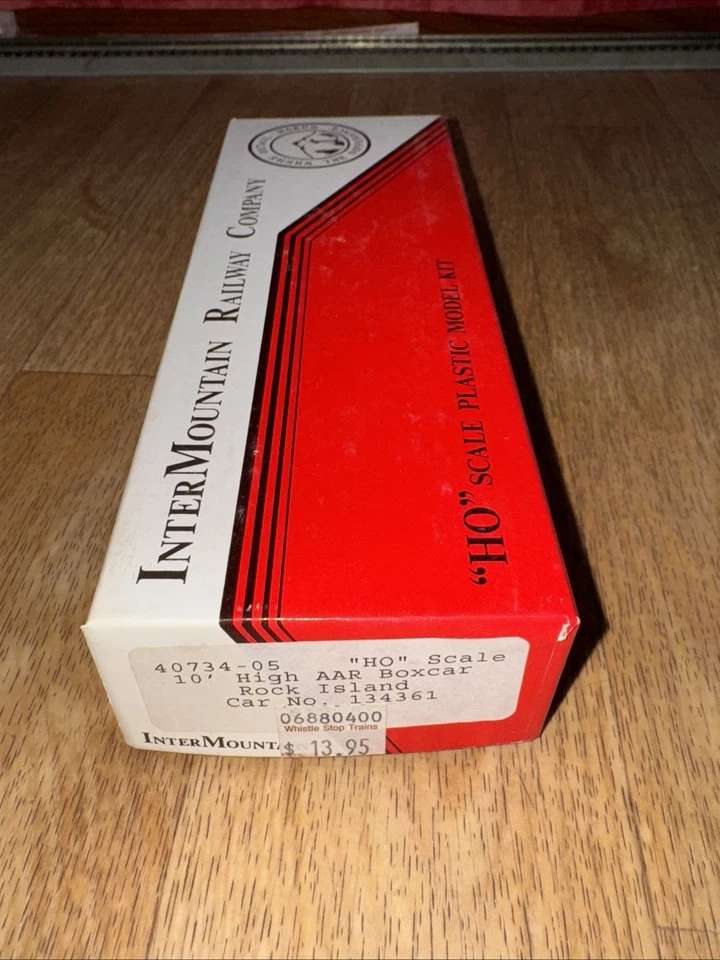 InterMountain Railway Company
"HO" SCALE PLASTIC MODEL KIT
40734-05 "HO" Scale
10' High AAR Boxcar
Rock Island
Car No. 134361
06880400
Whistle Stop Trains
$ 13.95
InterMounta